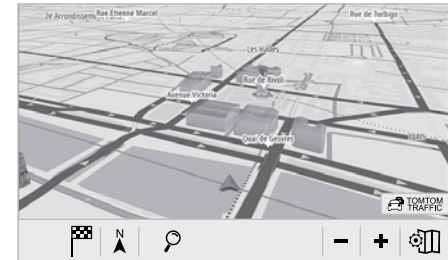 2e Arrondissem
Rue Étienne Marcel
Rue de Turbigo
Les Halles
Rue de Rivoli
Avenue Victoria
Quai de Gesvres
TOMTOM
TRAFFIC
N